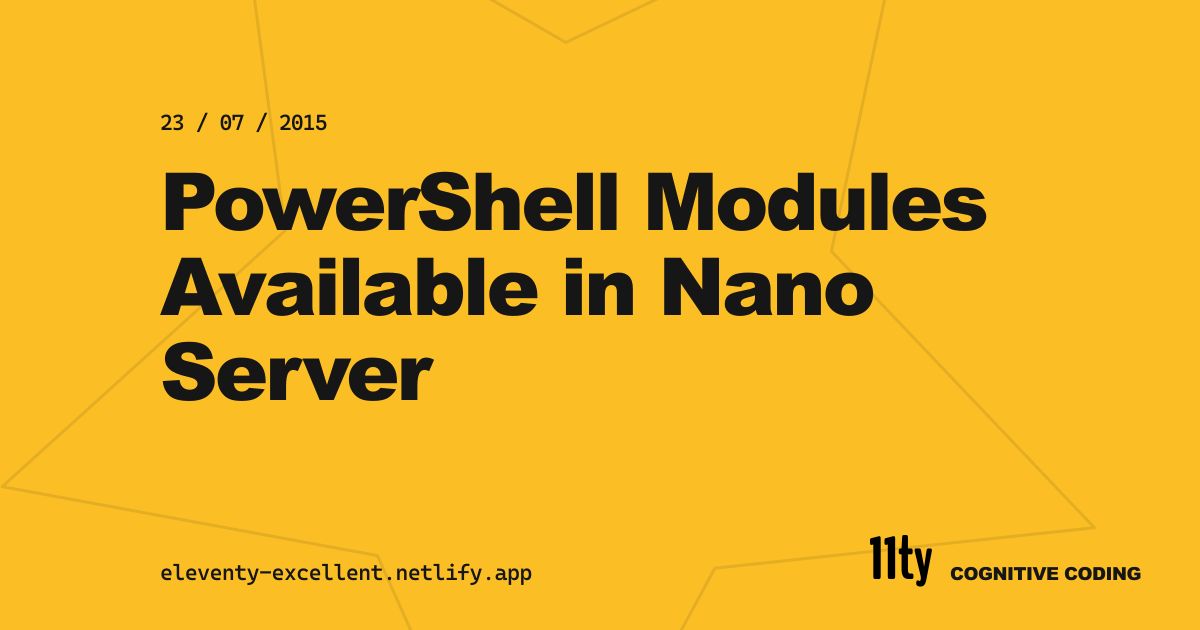 23 / 07 / 2015
PowerShell Modules
Available in Nano
Server
eleventy-excellent.netlify.app
11ty
COGNITIVE CODING